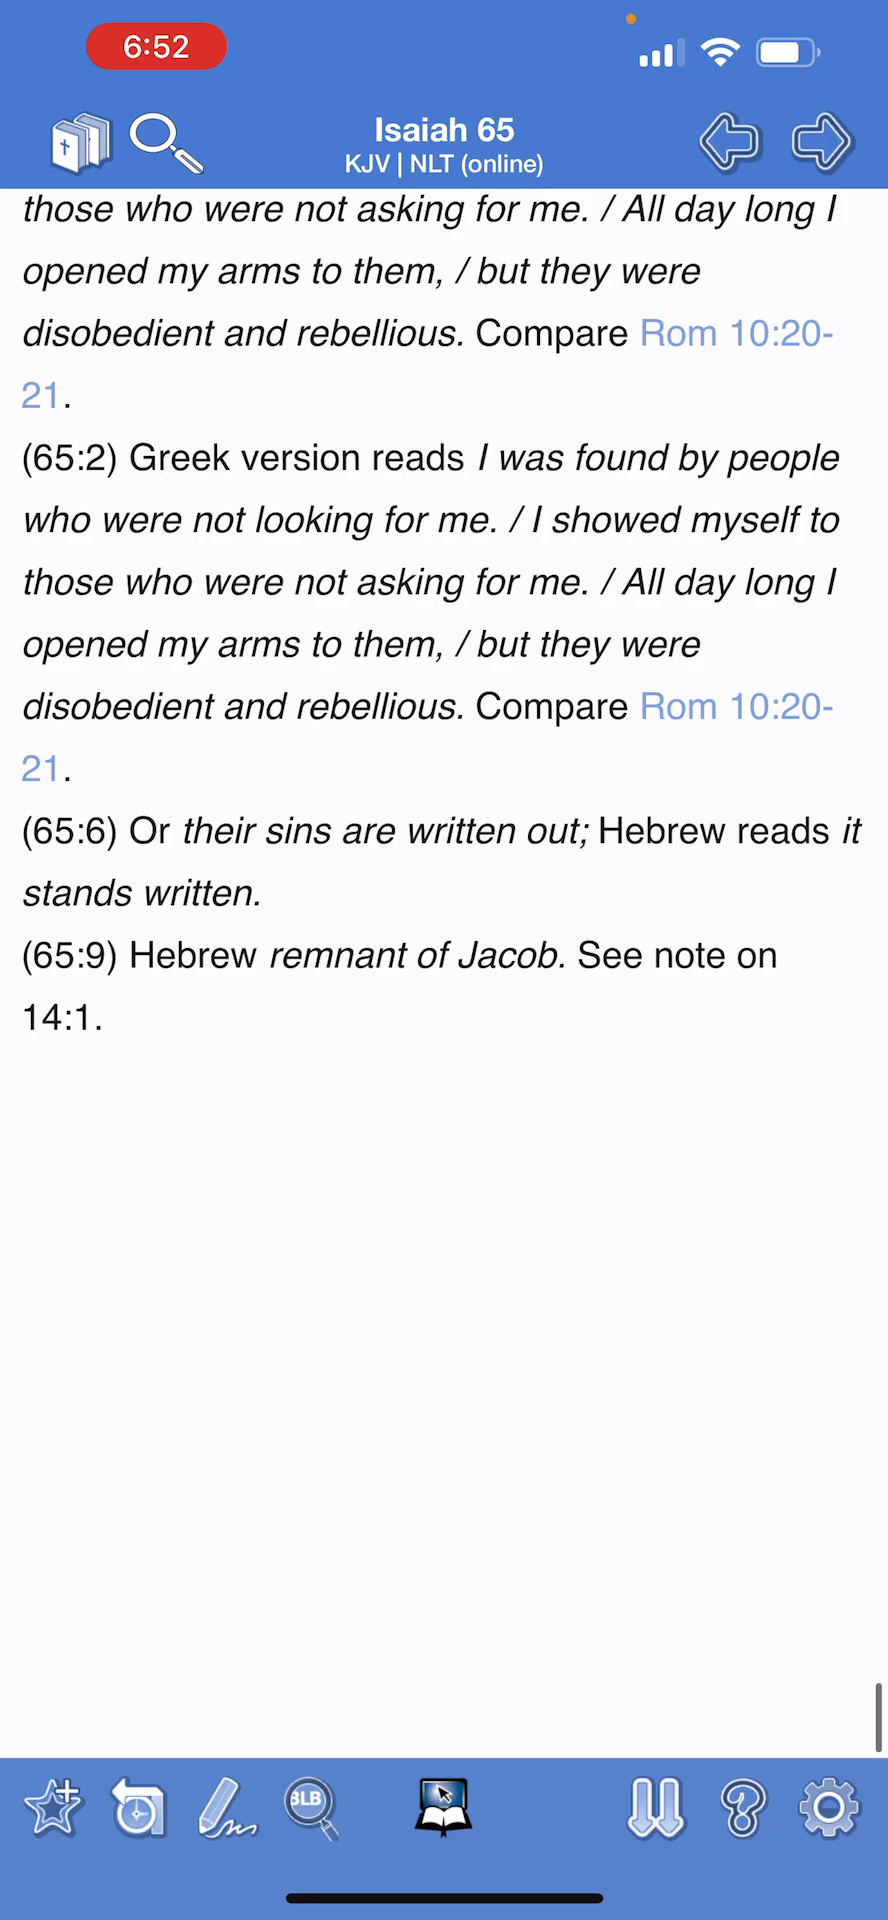 6:52
Isaiah 65
KJV | NLT (online)
those who were not asking for me. / All day long I
opened my arms to them, / but they were
disobedient and rebellious. Compare Rom 10:20-
21.
(65:2) Greek version reads I was found by people
who were not looking for me. / I showed myself to
those who were not asking for me. / All day long I
opened my arms to them, / but they were
disobedient and rebellious. Compare Rom 10:20-
21.
(65:6) Or their sins are written out; Hebrew reads it
stands written.
(65:9) Hebrew remnant of Jacob. See note on
14:1.
BLB